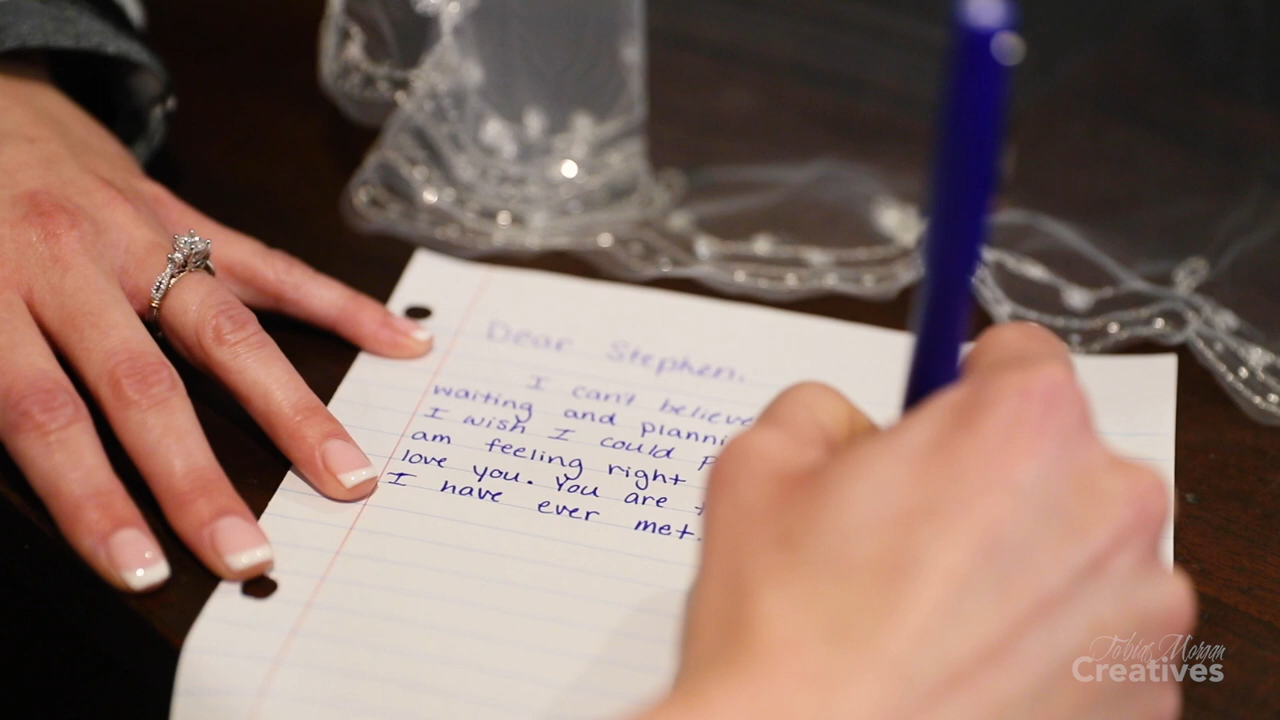 Dear Stephen,
I can't believe
waiting and planni
I wish I could
am feeling right
love you. You are
I have ever met.
Tobias Morgan
Creatives